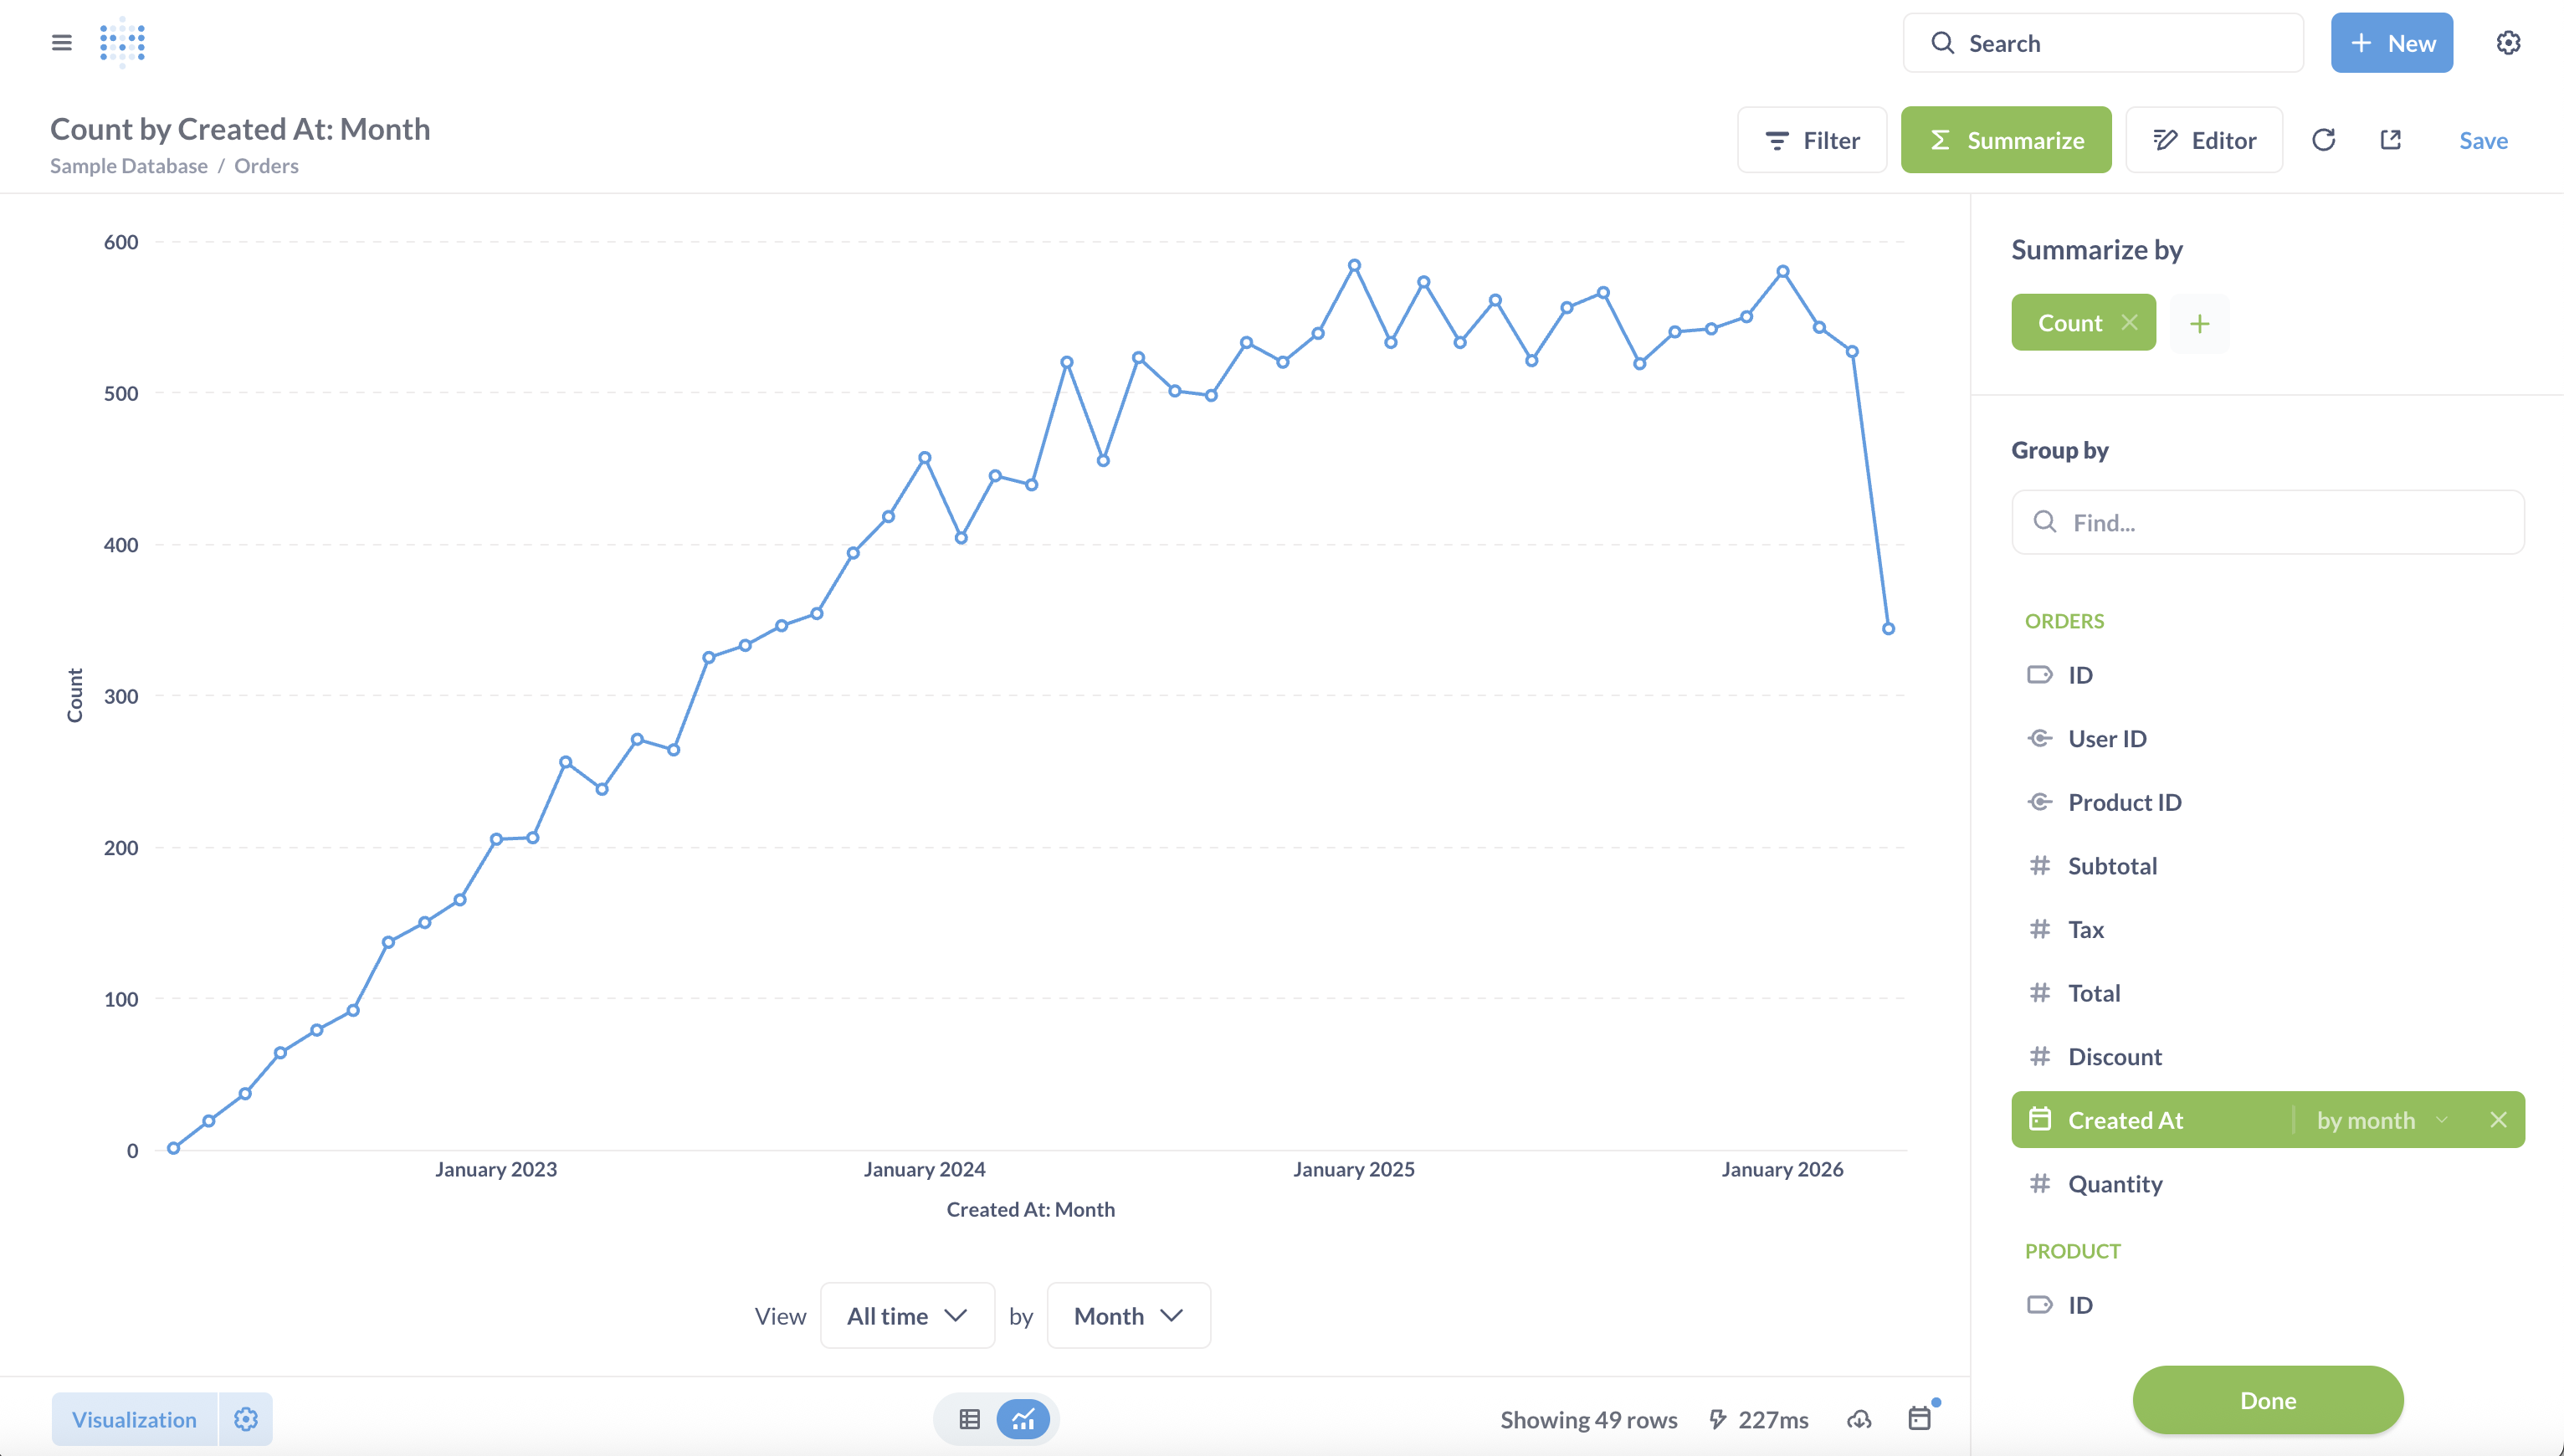 Search
New
Count by Created At: Month
Sample Database / Orders
Filter
Summarize
Editor
Save
600
500
400
300
200
100
0
Count
January 2023
January 2024
January 2025
January 2026
Created At: Month
View
All time
by
Month
Visualization
Showing 49 rows
227ms
Summarize by
Count
Group by
Find...
ORDERS
ID
User ID
Product ID
Subtotal
Tax
Total
Discount
Created At
by month
Quantity
PRODUCT
ID
Done